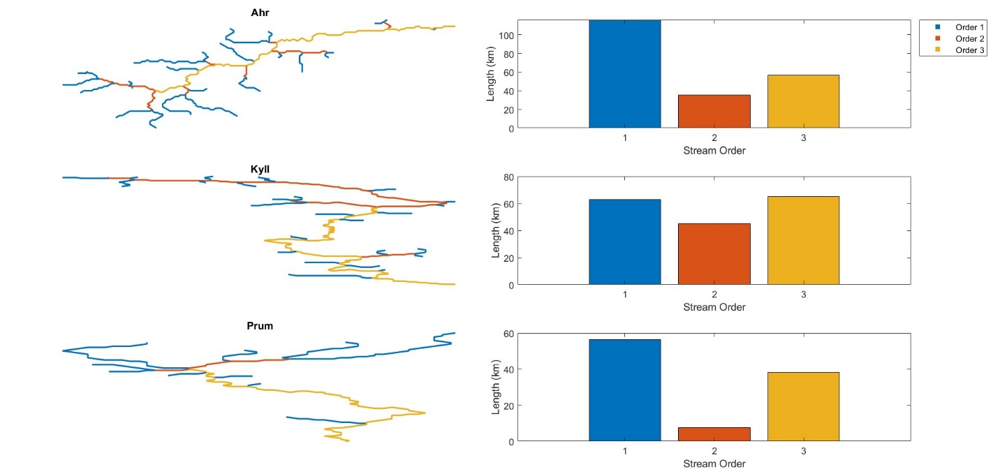 Ahr
100
80
60
40
20
0
Length (km)
1 2 3
Stream Order
Order 1
Order 2
Order 3
Kyll
80
60
40
20
0
Length (km)
1 2 3
Stream Order
Prum
60
40
20
0
Length (km)
1 2 3
Stream Order